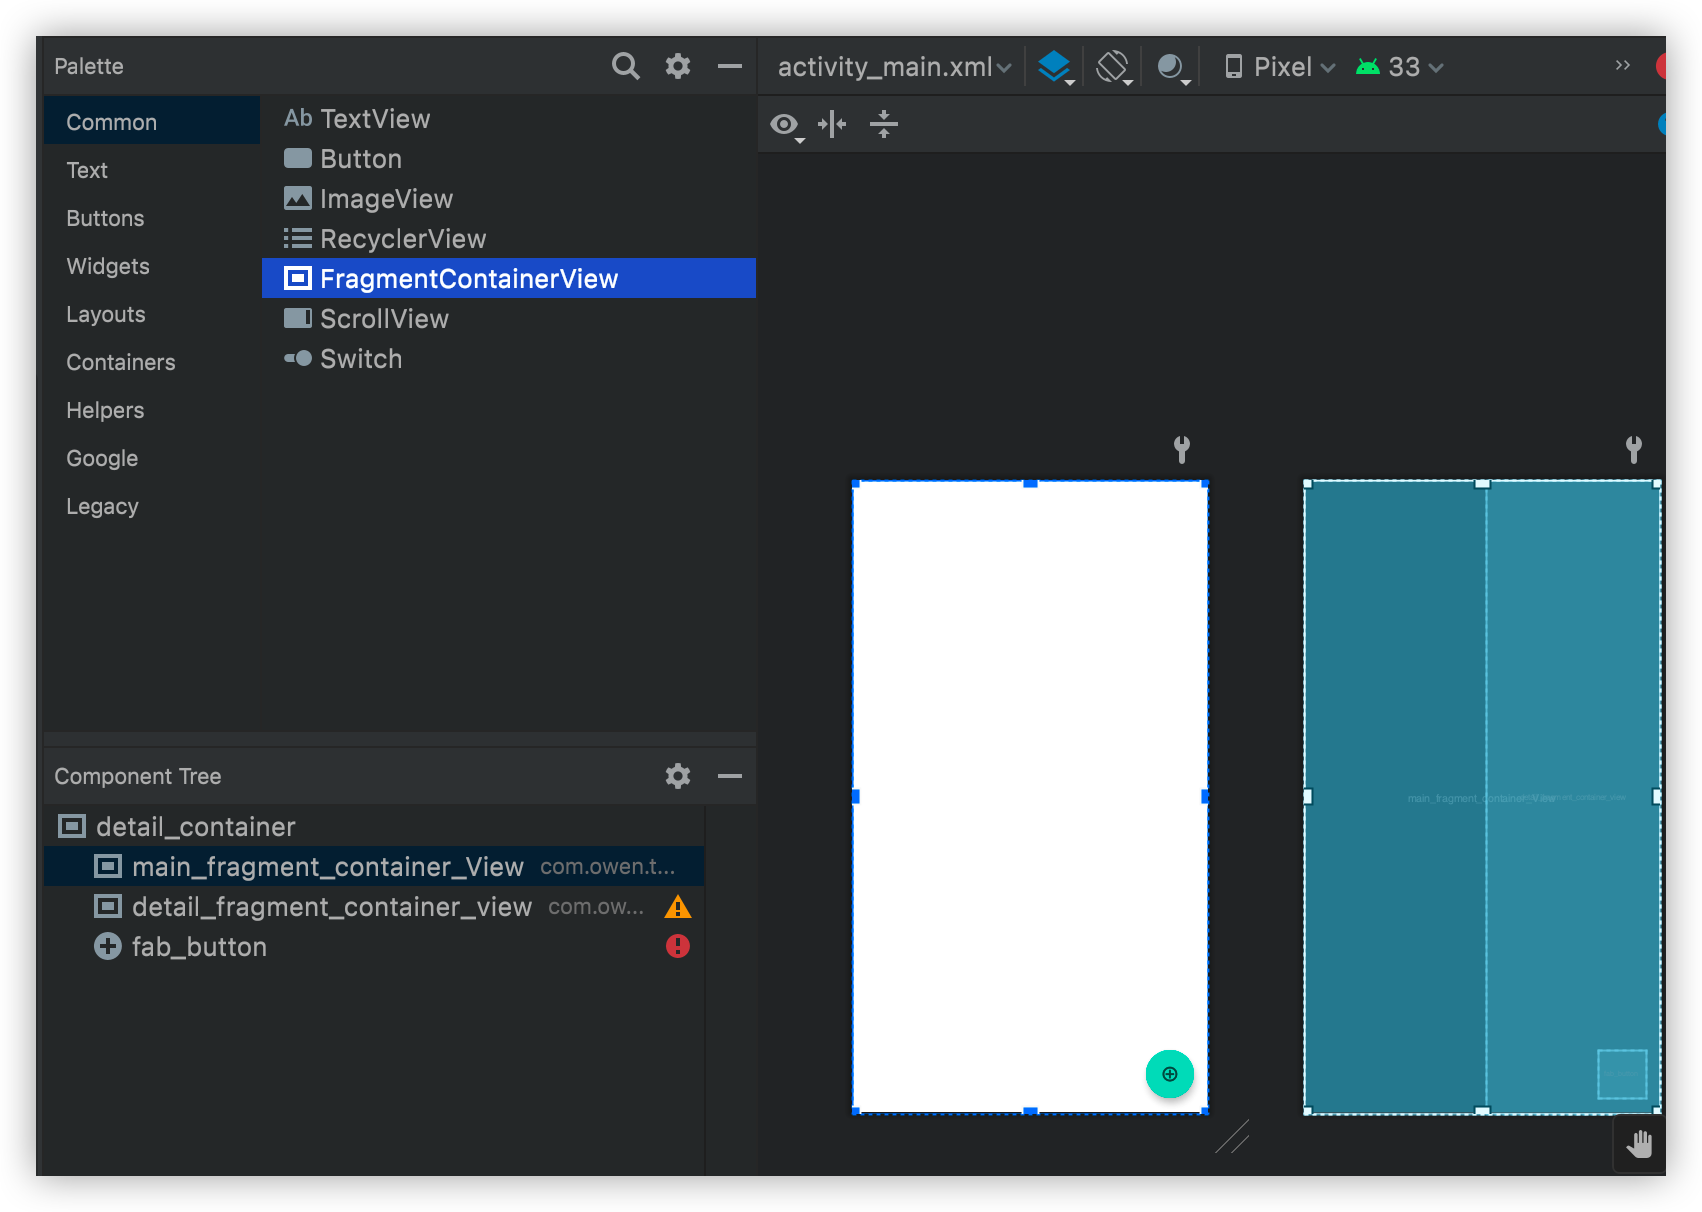 Palette
Common
Text
Buttons
Widgets
Layouts
Containers
Helpers
Google
Legacy
Ab TextView
Button
ImageView
RecyclerView
FragmentContainerView
ScrollView
Switch
activity_main.xml
Pixel
33
main_fragment_container_View
Component Tree
detail_container
main_fragment_container_View com.owen.t...
detail_fragment_container_view com.ow...
fab_button